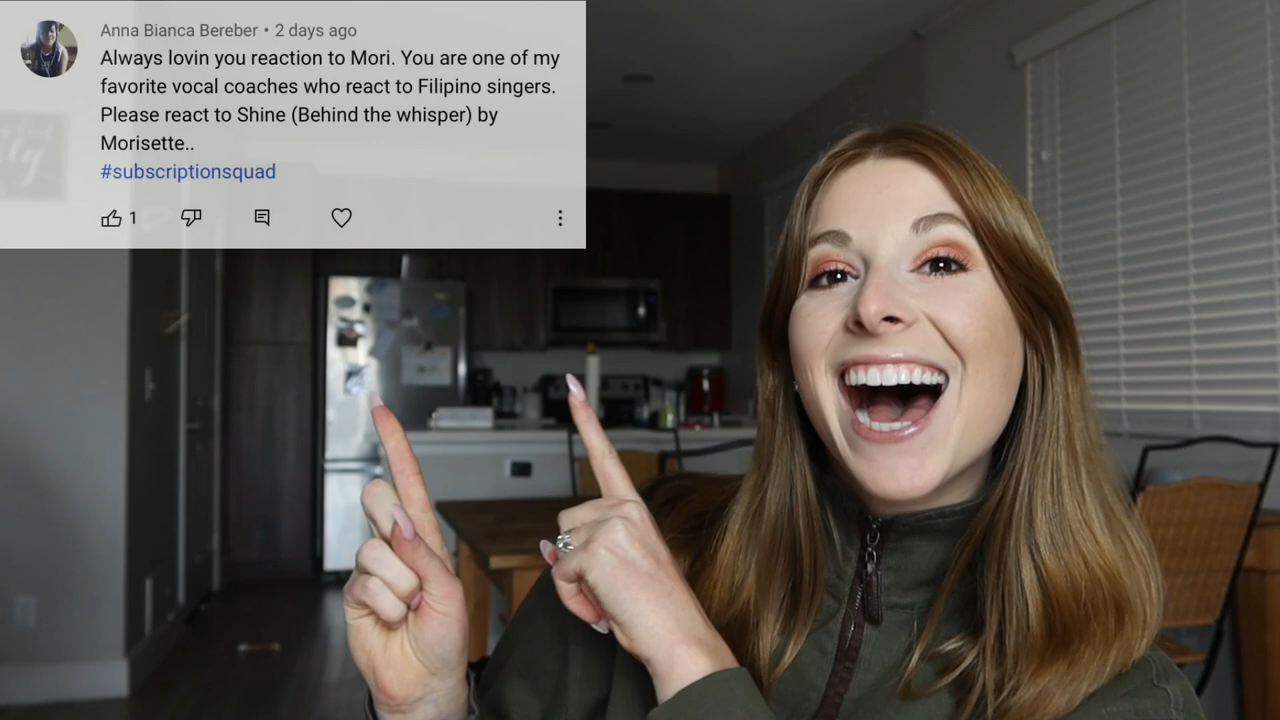 Anna Bianca Bereber • 2 days ago
Always lovin you reaction to Mori. You are one of my
favorite vocal coaches who react to Filipino singers.
Please react to Shine (Behind the whisper) by
Morisette..
#subscriptionsquad
1